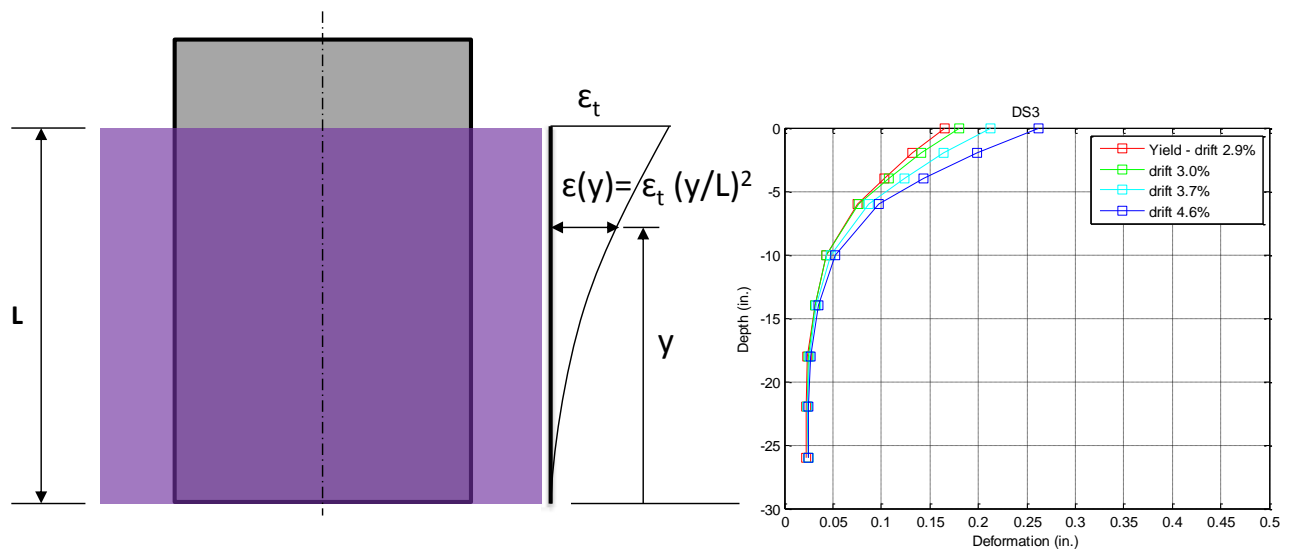 L
εt
ε(y)= εt (y/L)²
y
DS3
Yield - drift 2.9%
drift 3.0%
drift 3.7%
drift 4.6%
Depth (in.)
0
-5
-10
-15
-20
-25
-30
0 0.05 0.1 0.15 0.2 0.25 0.3 0.35 0.4 0.45 0.5
Deformation (in.)